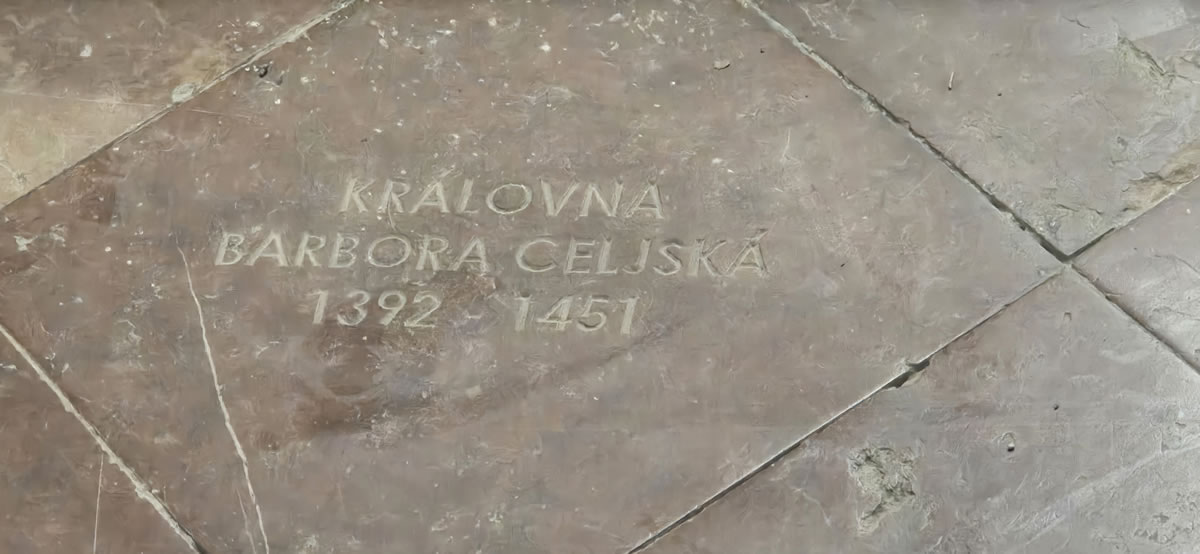 KRÁLOVNA
BARBORA CELJSKÁ
1392 - 1451